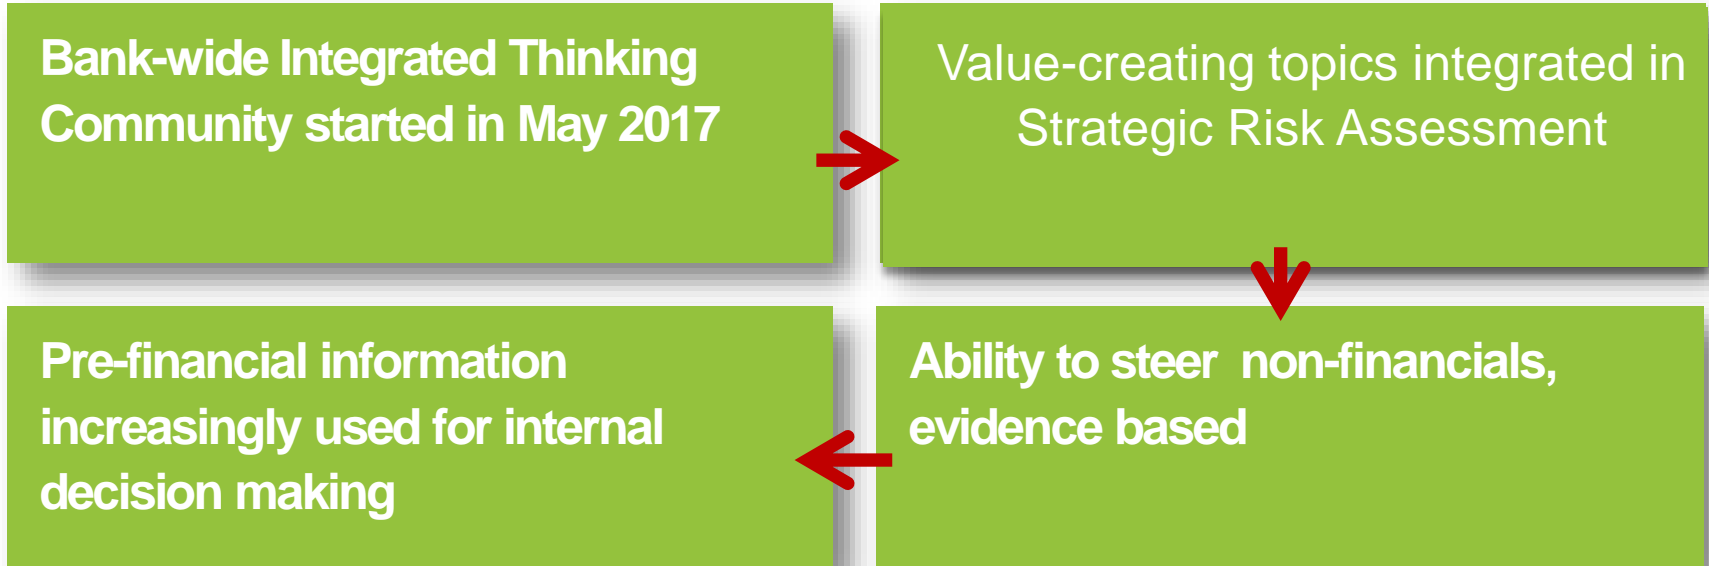 Bank-wide Integrated Thinking
Community started in May 2017
Value-creating topics integrated in
Strategic Risk Assessment
Ability to steer  non-financials,
evidence based
Pre-financial information
increasingly used for internal
decision making